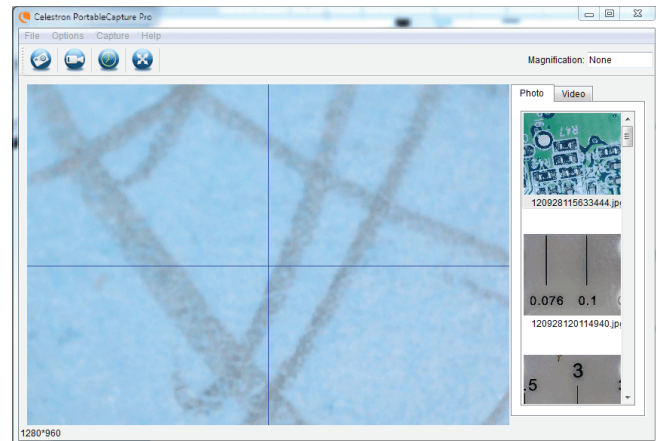 Celestron PortableCapture Pro
File Options Capture Help
Magnification: None
Photo Video
R47
120928115633444.jpg
0.076 0.1
120928120114940.jp
3
.5
1280*960